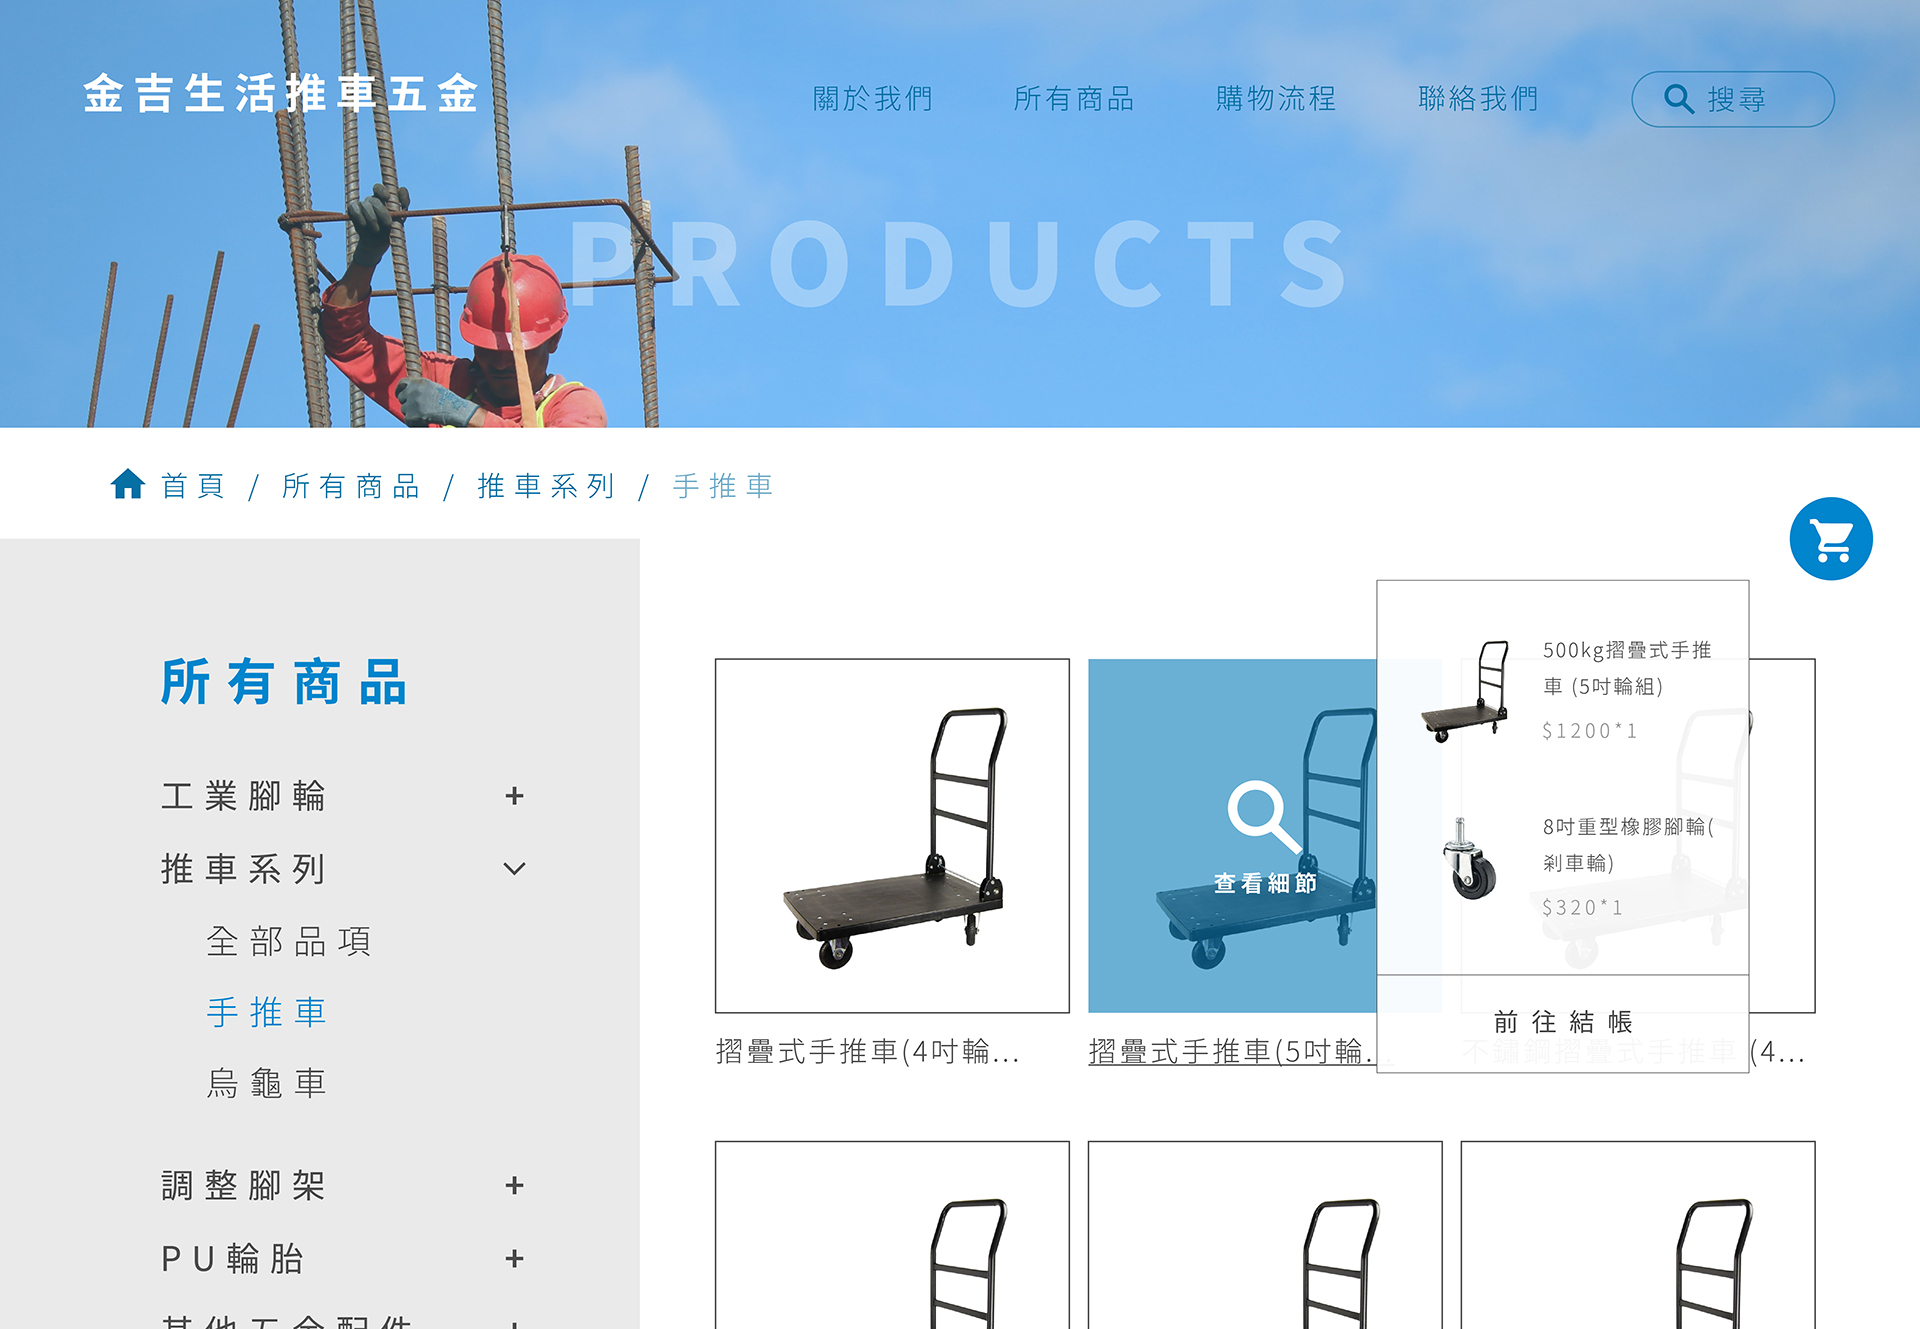 金吉生活推車五金
關於我們
所有商品
購物流程
聯絡我們
搜尋
PRODUCTS
首頁 / 所有商品 / 推車系列 / 手推車
所有商品
工業腳輪 +
推車系列
全部品項
手推車
烏龜車
調整腳架 +
PU輪胎 +
其他五金配件 +
查看細節
摺疊式手推車(4吋輪...
摺疊式手推車(5吋輪...
不鏽鋼摺疊式手推車(4...
500kg摺疊式手推
車 (5吋輪組)
$1200*1
8吋重型橡膠腳輪(
剎車輪)
$320*1
前往結帳